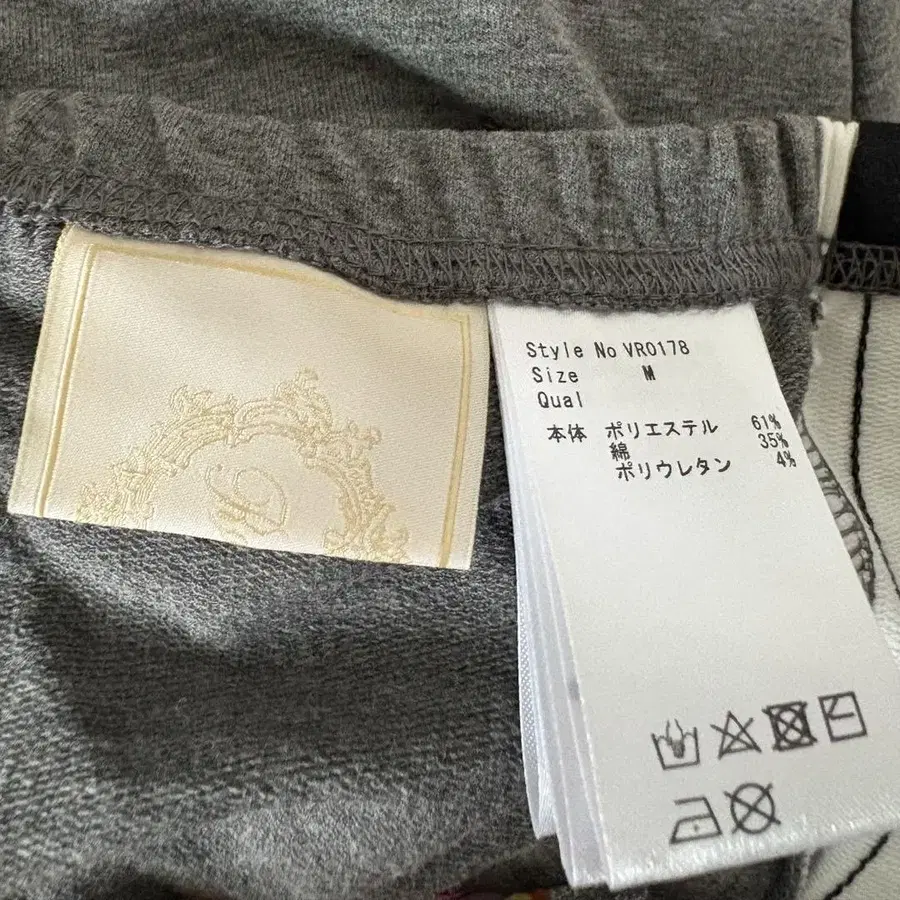 Style No VR0178
Size M
Qual
本体 ポリエステル 61%
綿 35%
ポリウレタン 4%